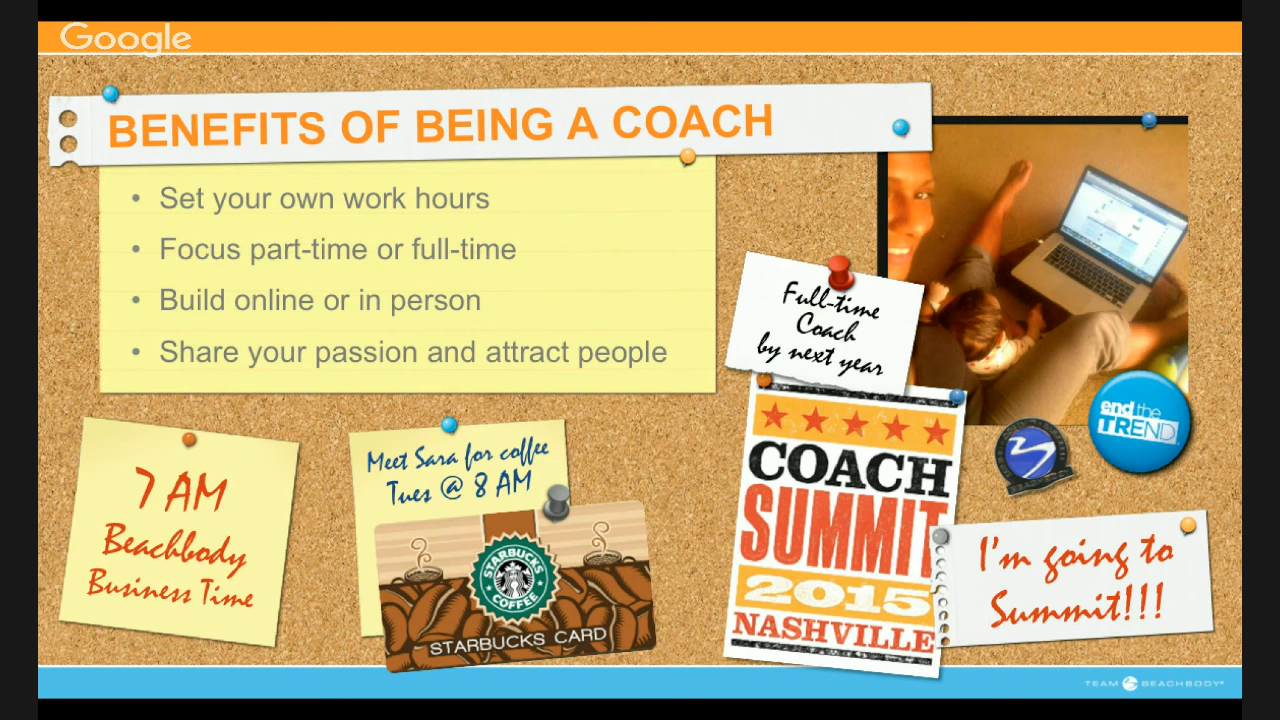 Google
BENEFITS OF BEING A COACH
• Set your own work hours
• Focus part-time or full-time
• Build online or in person
• Share your passion and attract people
Full-time
Coach
by next year
end the
TREND
7 AM
Beachbody
Business Time
Meet Sara for coffee
Tues @ 8 AM
STARBUCKS
COFFEE
STARBUCKS CARD
COACH
SUMMIT
2015
NASHVILLE
I'm going to
Summit!!!
TEAM BEACHBODY